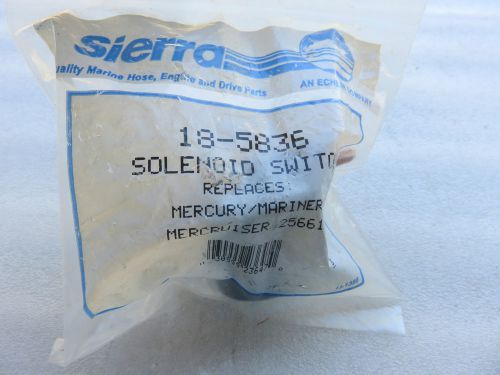 Sierra
uality Marine Hose, Engine and Drive Parts
AN ECHLIN COMPANY
18-5836
SOLENOID SWITC
REPLACES:
MERCURY/MARINER
MERCRUISER 25661